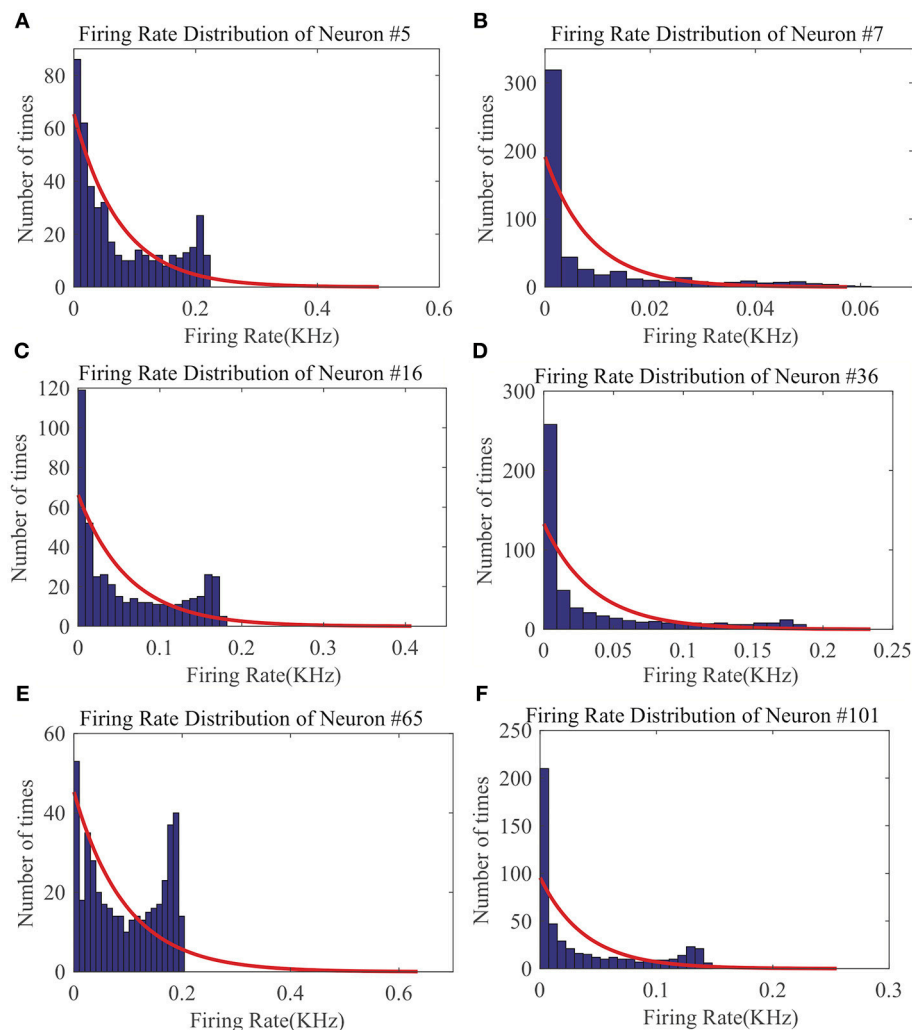 A
Firing Rate Distribution of Neuron #5
80
60
40
20
0
Number of times
0 0.2 0.4 0.6
Firing Rate(KHz)
B
Firing Rate Distribution of Neuron #7
300
200
100
0
Number of times
0 0.02 0.04 0.06
Firing Rate(KHz)
C
Firing Rate Distribution of Neuron #16
120
100
80
60
40
20
0
Number of times
0 0.1 0.2 0.3 0.4
Firing Rate(KHz)
D
Firing Rate Distribution of Neuron #36
300
200
100
0
Number of times
0 0.05 0.1 0.15 0.2 0.25
Firing Rate(KHz)
E
Firing Rate Distribution of Neuron #65
60
40
20
0
Number of times
0 0.2 0.4 0.6
Firing Rate(KHz)
F
Firing Rate Distribution of Neuron #101
250
200
150
100
50
0
Number of times
0 0.1 0.2 0.3
Firing Rate(KHz)